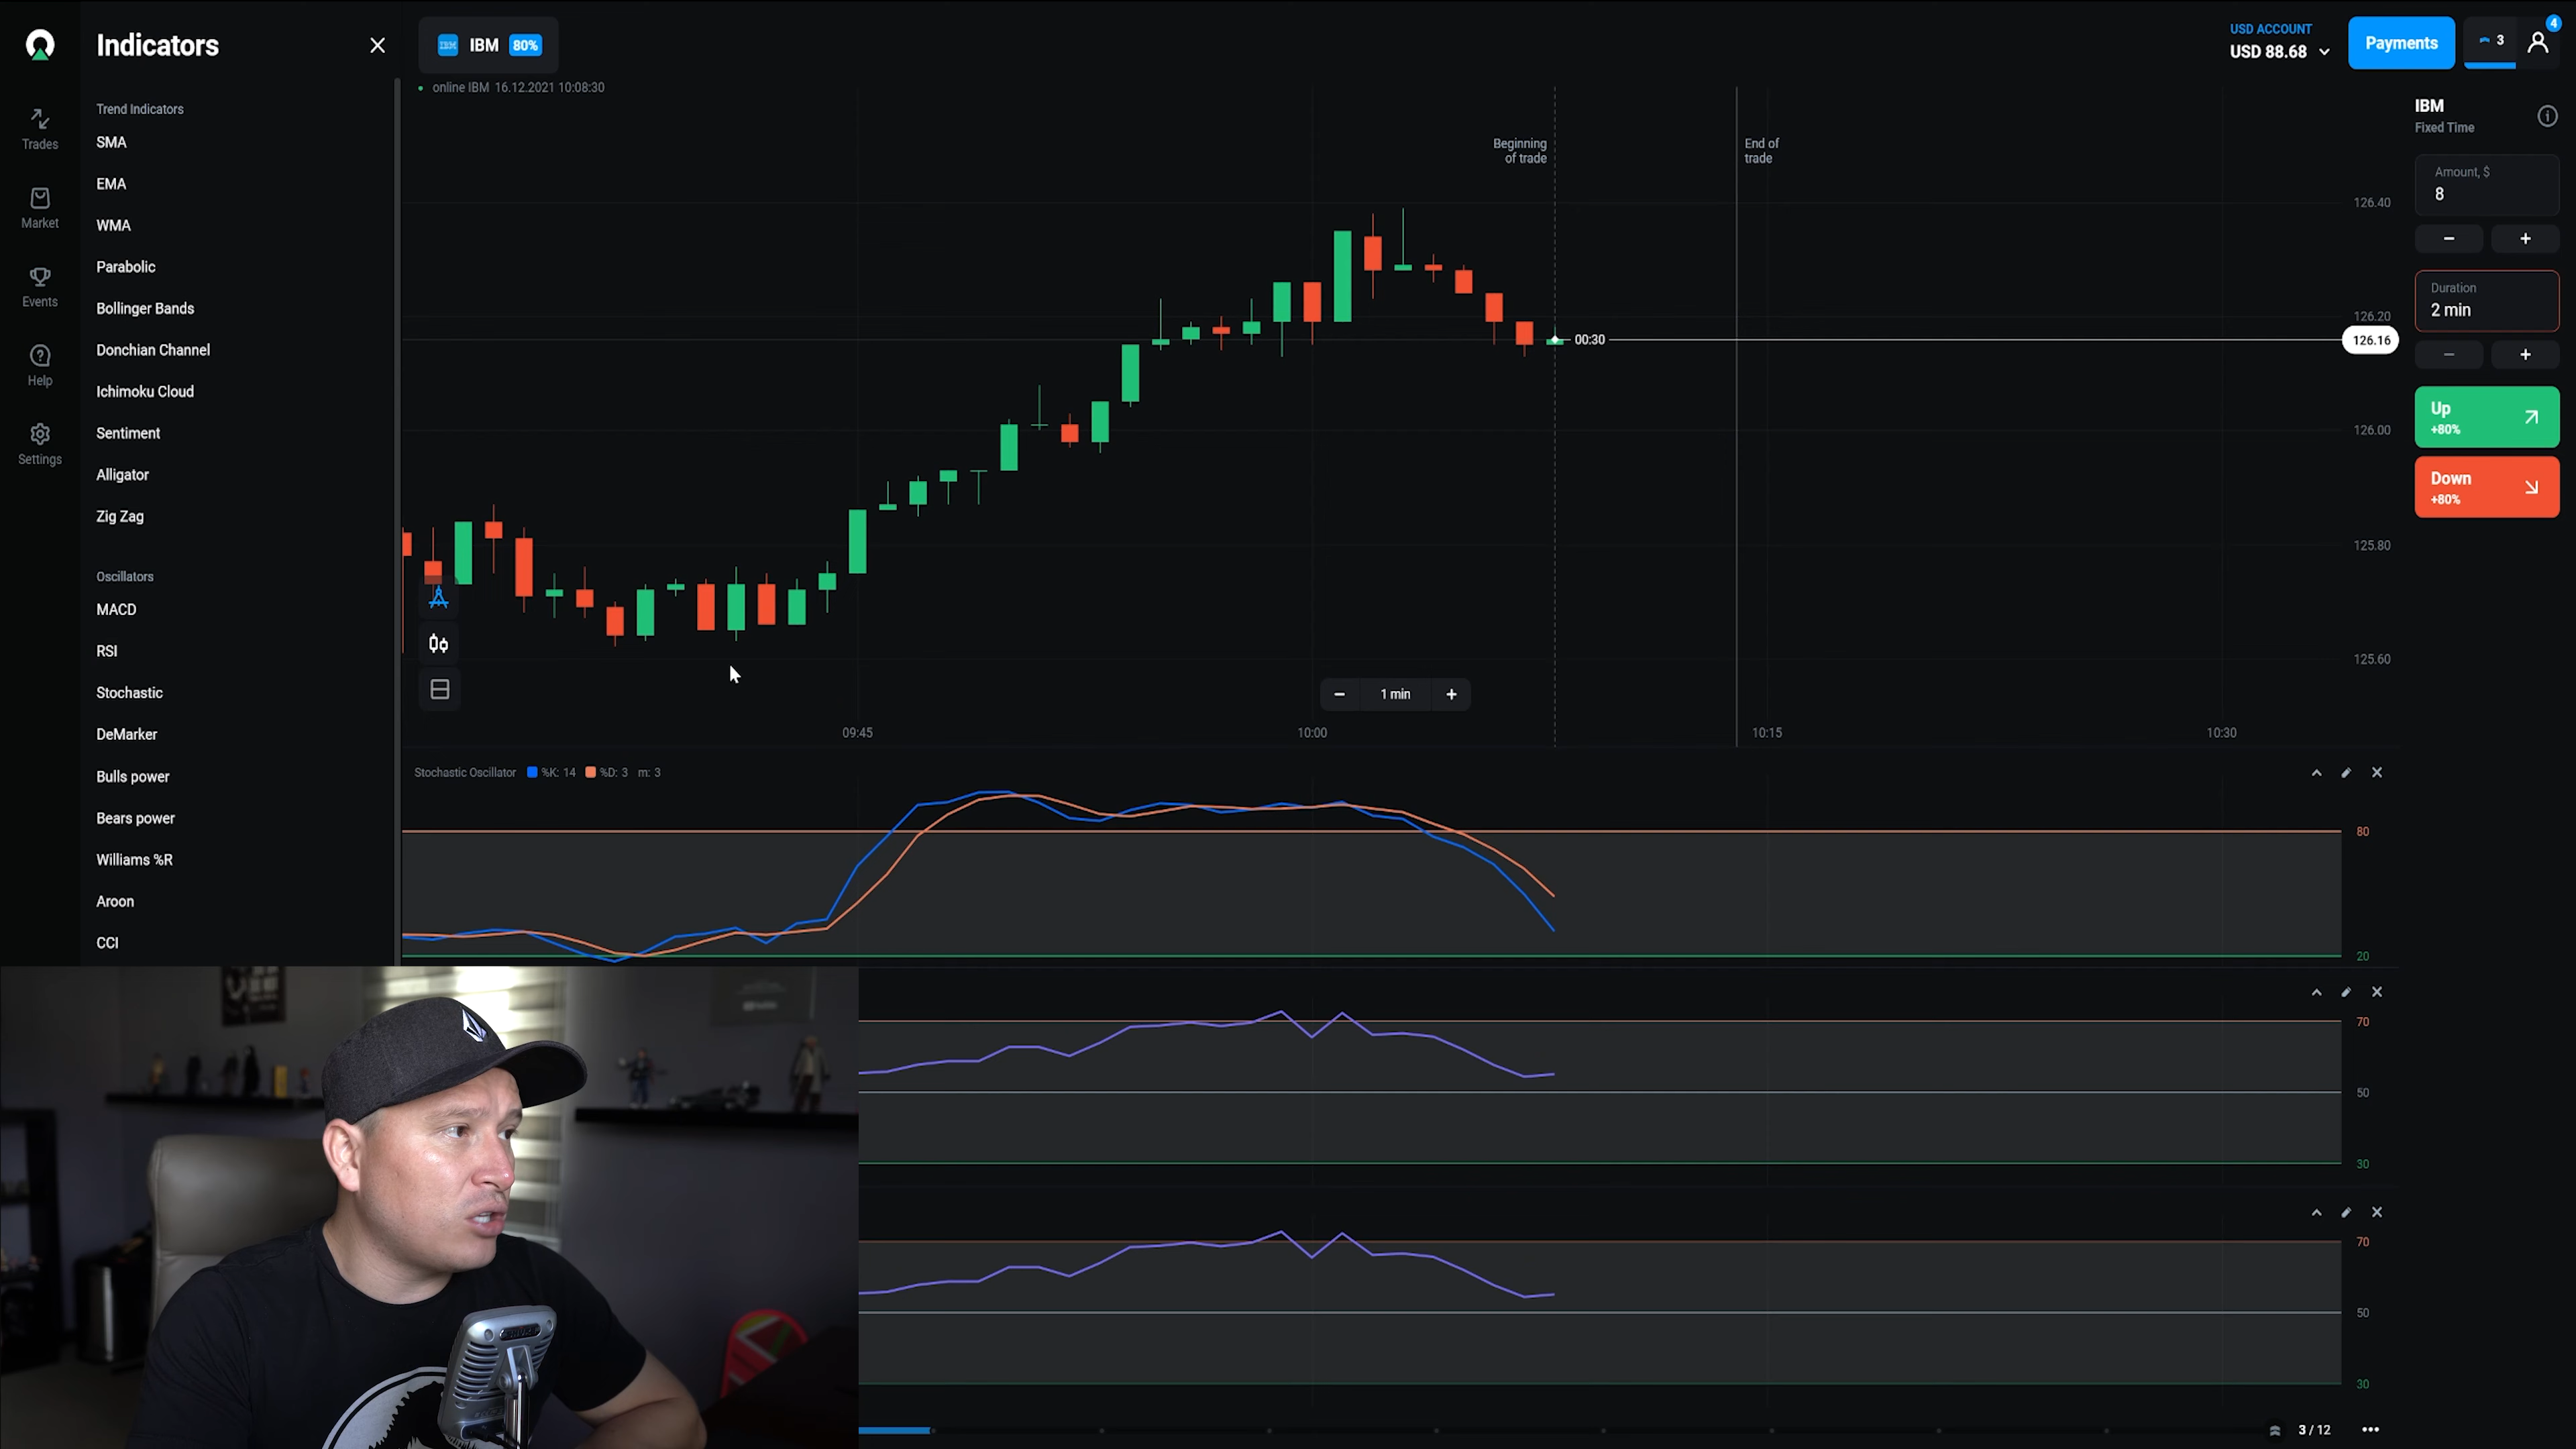 Indicators
Trades
Market
Events
Help
Settings
Trend Indicators
SMA
EMA
WMA
Parabolic
Bollinger Bands
Donchian Channel
Ichimoku Cloud
Sentiment
Alligator
Zig Zag
Oscillators
MACD
RSI
Stochastic
DeMarker
Bulls power
Bears power
Williams %R
Aroon
CCI
IBM IBM 80%
online IBM 16.12.2021 10:08:30
Beginning
of trade
End of
trade
00:30
126.40
126.20
126.16
126.00
125.80
125.60
1 min
09:45
10:00
10:15
10:30
Stochastic Oscillator %K: 14 %D: 3 m: 3
80
20
70
50
30
70
50
30
3 / 12
USD ACCOUNT
USD 88.68
Payments
3
4
IBM
Fixed Time
Amount, $
8
Duration
2 min
Up
+80%
Down
+80%